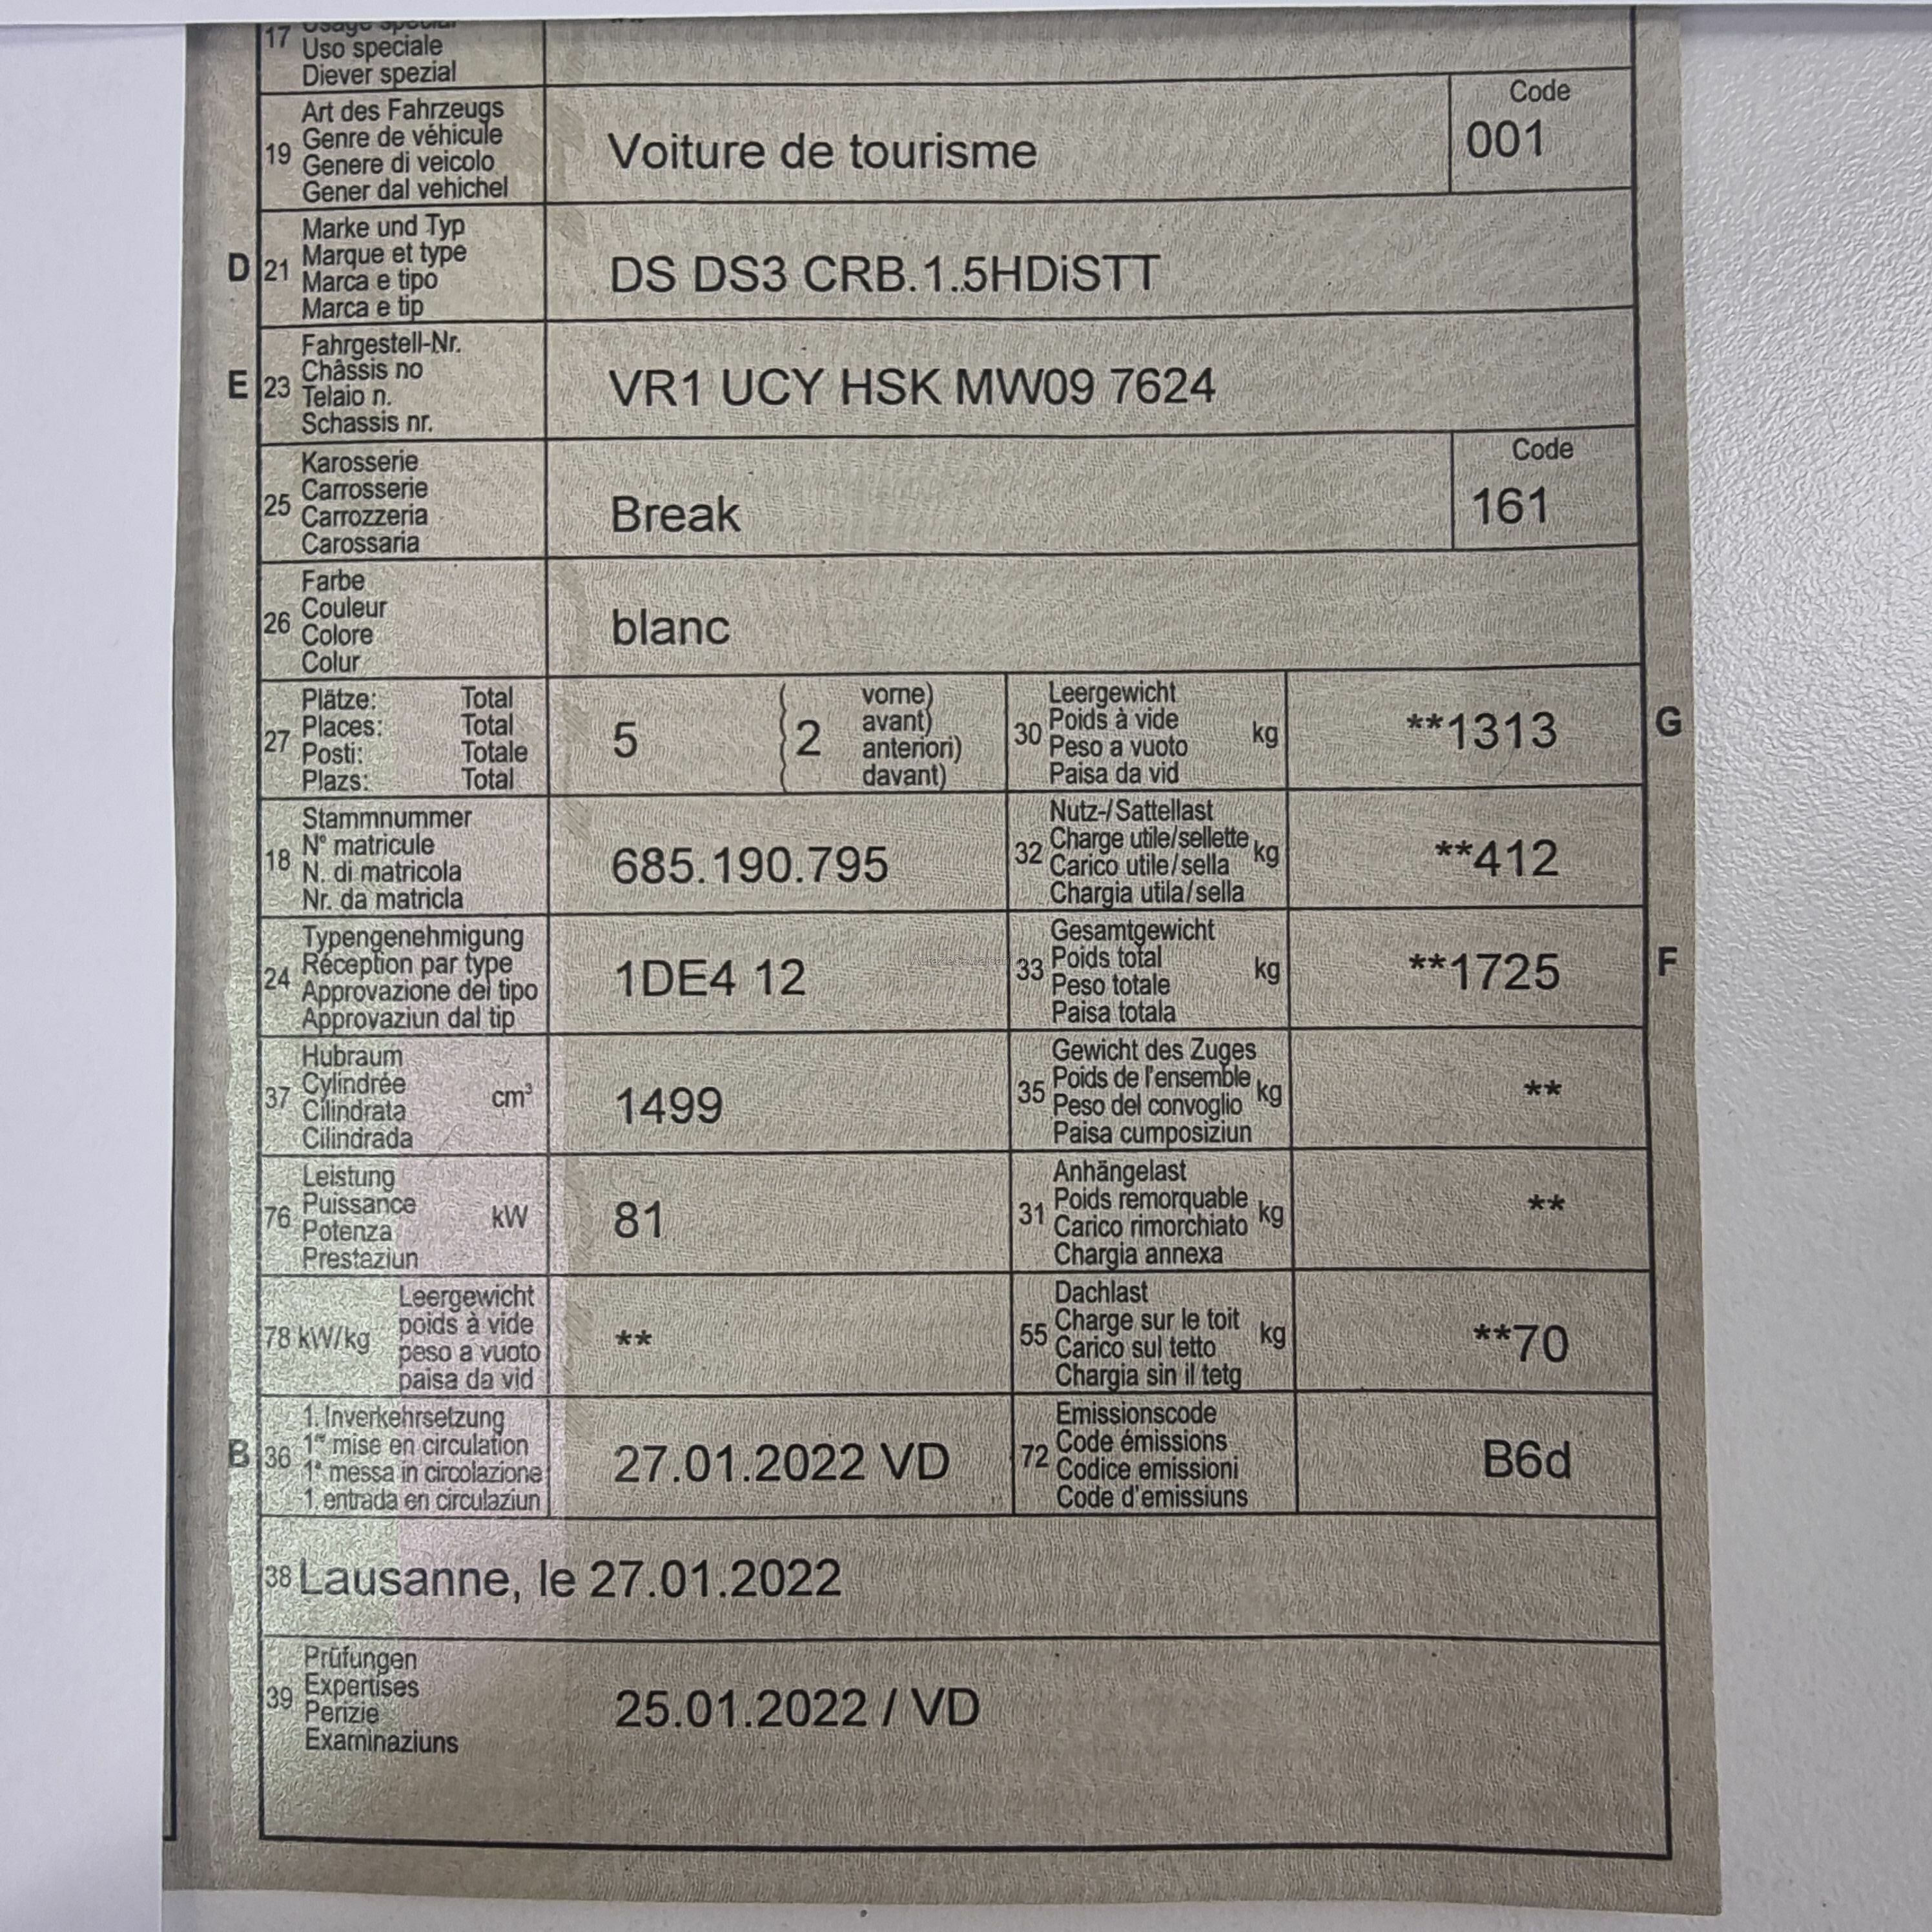 17 Usage spécial
Uso speciale
Diever spezial
19 Art des Fahrzeugs
Genre de véhicule
Genere di veicolo
Gener dal vehichel
Voiture de tourisme
Code
001
D 21 Marke und Typ
Marque et type
Marca e tipo
Marca e tip
DS DS3 CRB.1.5HDiSTT
E 23 Fahrgestell-Nr.
Châssis no
Telaio n.
Schassis nr.
VR1 UCY HSK MW09 7624
25 Karosserie
Carrosserie
Carrozzeria
Carossaria
Break
Code
161
26 Farbe
Couleur
Colore
Colur
blanc
27 Plätze: Total
Places: Total
Posti: Totale
Plazs: Total
5 2
vorne)
avant)
anteriori)
davant)
30 Leergewicht
Poids à vide
Peso a vuoto
Paisa da vid
kg
**1313 G
18 Stammnummer
N° matricule
N. di matricola
Nr. da matricla
685.190.795
32 Nutz-/Sattellast
Charge utile/sellette
Carico utile/sella
Chargia utila/sella
kg
**412
24 Typengenehmigung
Réception par type
Approvazione del tipo
Approvaziun dal tip
1DE4 12
33 Gesamtgewicht
Poids total
Peso totale
Paisa totala
kg
**1725 F
37 Hubraum
Cylindrée
Cilindrata
Cilindrada
cm³
1499
35 Gewicht des Zuges
Poids de l'ensemble
Peso del convoglio
Paisa cumposiziun
kg
**
76 Leistung
Puissance
Potenza
Prestaziun
kW
81
31 Anhängelast
Poids remorquable
Carico rimorchiato
Chargia annexa
kg
**
78 kW/kg Leergewicht
poids à vide
peso a vuoto
paisa da vid
**
55 Dachlast
Charge sur le toit
Carico sul tetto
Chargia sin il tetg
kg
**70
B 36 1. Inverkehrsetzung
1re mise en circulation
1a messa in circolazione
1. entrada en circulaziun
27.01.2022 VD
72 Emissionscode
Code émissions
Codice emissioni
Code d'emissiuns
B6d
38 Lausanne, le 27.01.2022
39 Prüfungen
Expertises
Perizie
Examinaziuns
25.01.2022 / VD